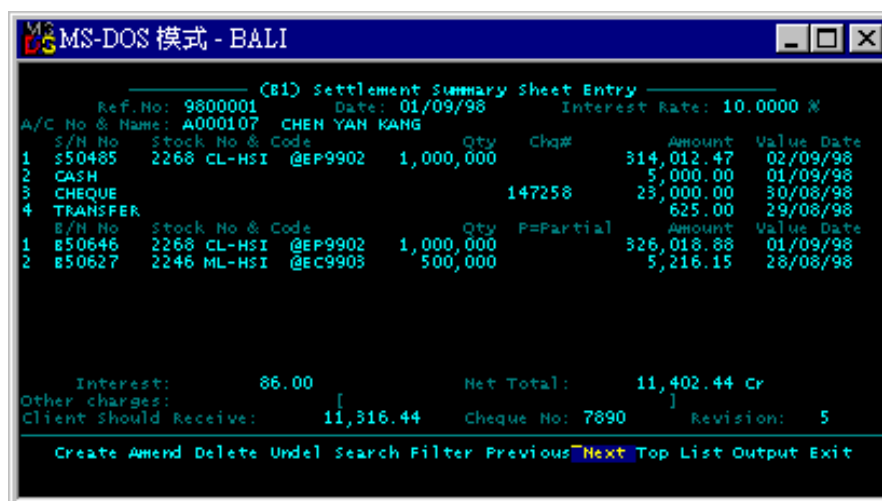 MS-DOS 模式 - BALI
(B1) Settlement Summary Sheet Entry
Ref.No: 9800001 Date: 01/09/98 Interest Rate: 10.0000 %
A/C No & Name: A000107 CHEN YAN KANG
S/N No Stock No & Code Qty Chq# Amount Value Date
1 S50485 2268 CL-HSI @EP9902 1,000,000 314,012.47 02/09/98
2 CASH 5,000.00 01/09/98
3 CHEQUE 147258 23,000.00 30/08/98
4 TRANSFER 625.00 29/08/98
B/N No Stock No & Code Qty P=Partial Amount Value Date
1 B50646 2268 CL-HSI @EP9902 1,000,000 326,018.88 01/09/98
2 B50627 2246 ML-HSI @EC9903 500,000 5,216.15 28/08/98
Interest: 86.00 Net Total: 11,402.44 Cr
Other charges: [ ]
Client Should Receive: 11,316.44 Cheque No: 7890 Revision: 5
Create Amend Delete Undel Search Filter Previous Next Top List Output Exit